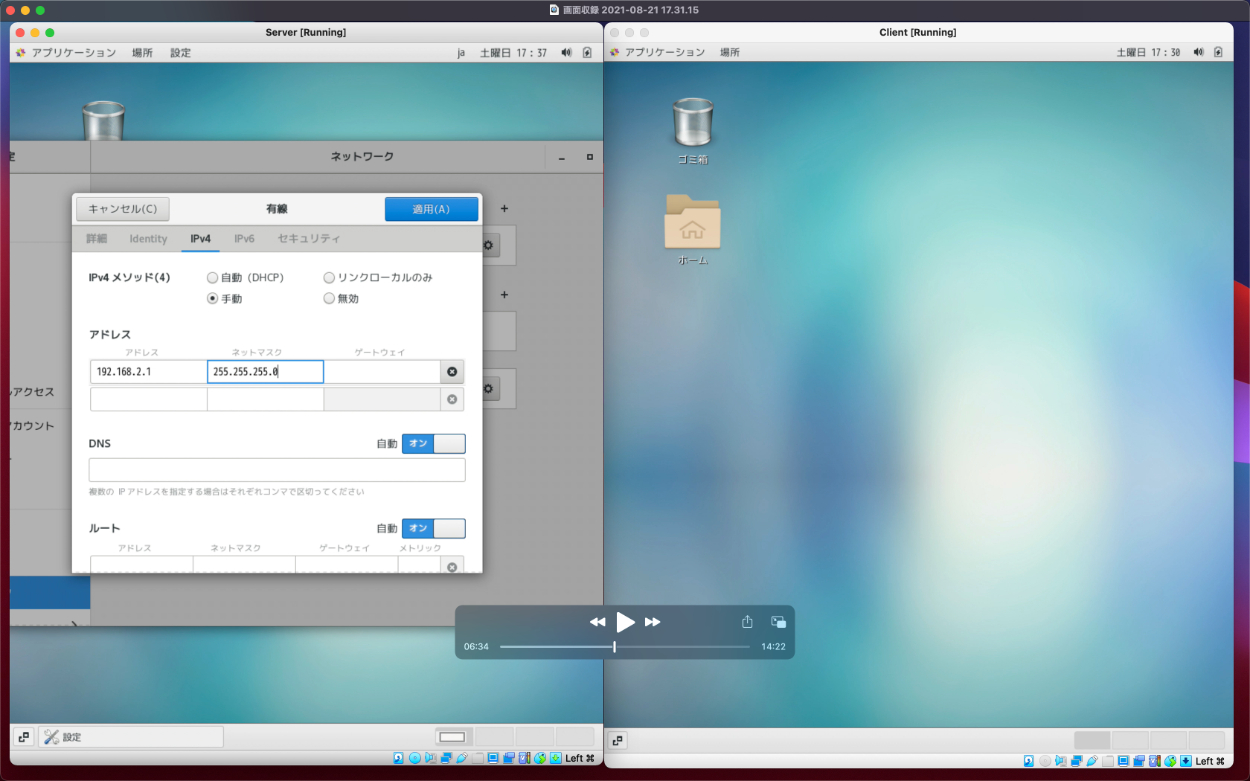 画面収録 2021-08-21 17.31.15
Server [Running]
アプリケーション 場所 設定 ja 土曜日 17:37
ネットワーク
キャンセル(C) 有線 適用(A)
詳細 Identity IPv4 IPv6 セキュリティ
IPv4 メソッド(4) 自動 (DHCP) リンクローカルのみ
手動 無効
アドレス
アドレス ネットマスク ゲートウェイ
192.168.2.1 255.255.255.0
DNS 自動 オン
複数の IP アドレスを指定する場合はそれぞれコンマで区切ってください
ルート 自動 オン
アドレス ネットマスク ゲートウェイ メトリック
アクセス
カウント
設定
Left ⌘
Client [Running]
アプリケーション 場所 土曜日 17:30
ゴミ箱
ホーム
Left ⌘
06:34 14:22